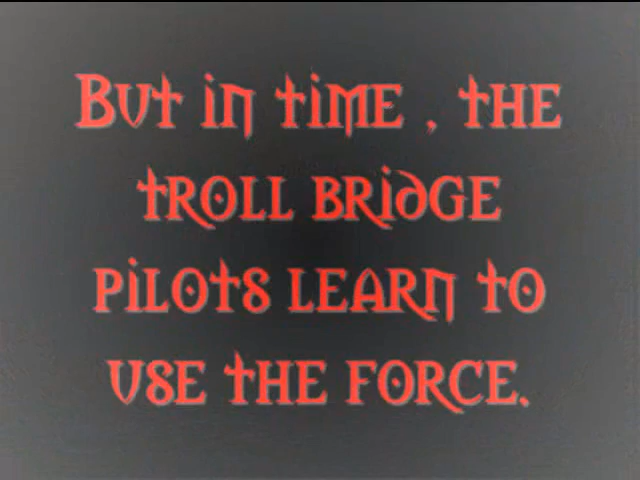 But in time , the
troll bridge
pilots learn to
use the force.